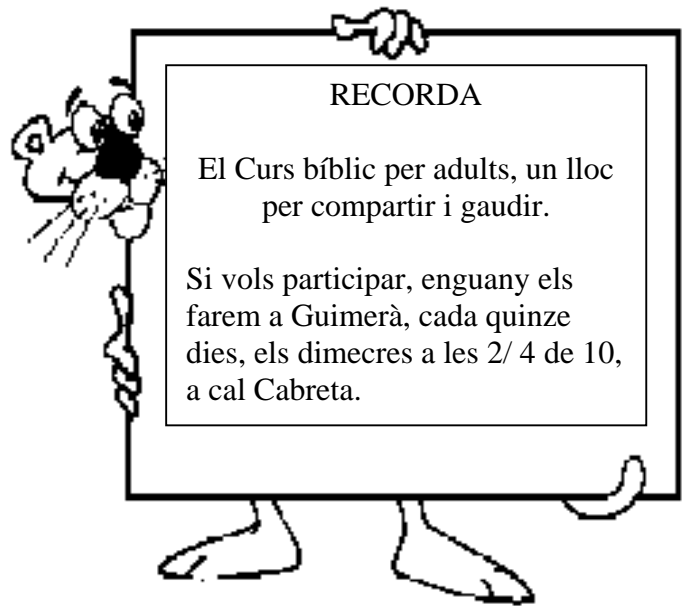 RECORDA
El Curs bíblic per adults, un lloc
per compartir i gaudir.
Si vols participar, enguany els
farem a Guimerà, cada quinze
dies, els dimecres a les 2/ 4 de 10,
a cal Cabreta.